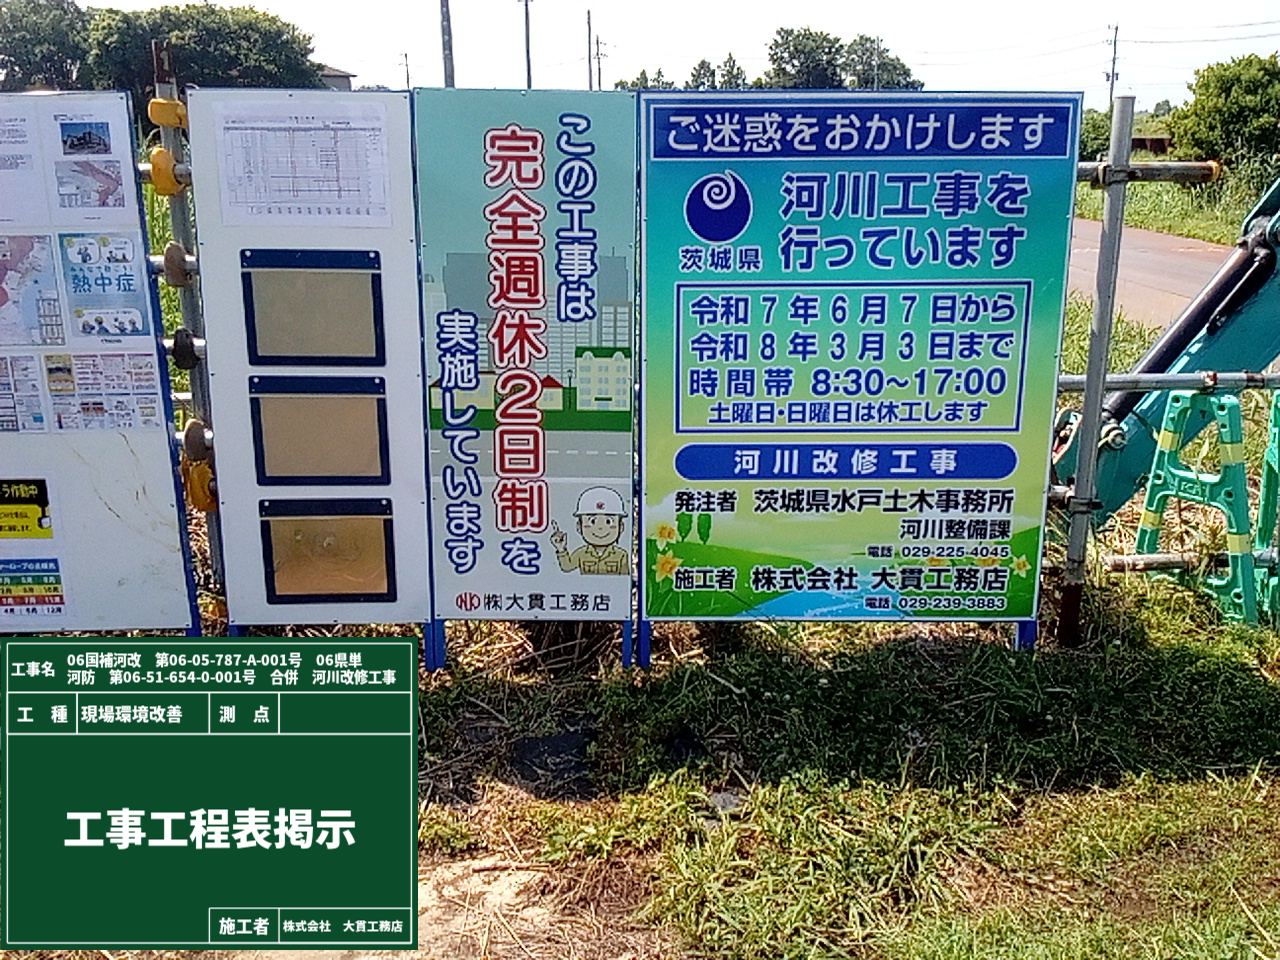 熱中症
ラ作動中
この工事は
完全週休2日制を
実施しています
㈱大貫工務店
ご迷惑をおかけします
茨城県
河川工事を
行っています
令和7年6月7日から
令和8年3月3日まで
時間帯 8:30〜17:00
土曜日・日曜日は休工します
河川改修工事
発注者 茨城県水戸土木事務所
河川整備課
電話 029-225-4045
施工者 株式会社 大貫工務店
電話 029-239-3883
工事名 06国補河改 第06-05-787-A-001号 06県単
河防 第06-51-654-0-001号 合併 河川改修工事
工種 現場環境改善 測点
工事工程表掲示
施工者 株式会社 大貫工務店